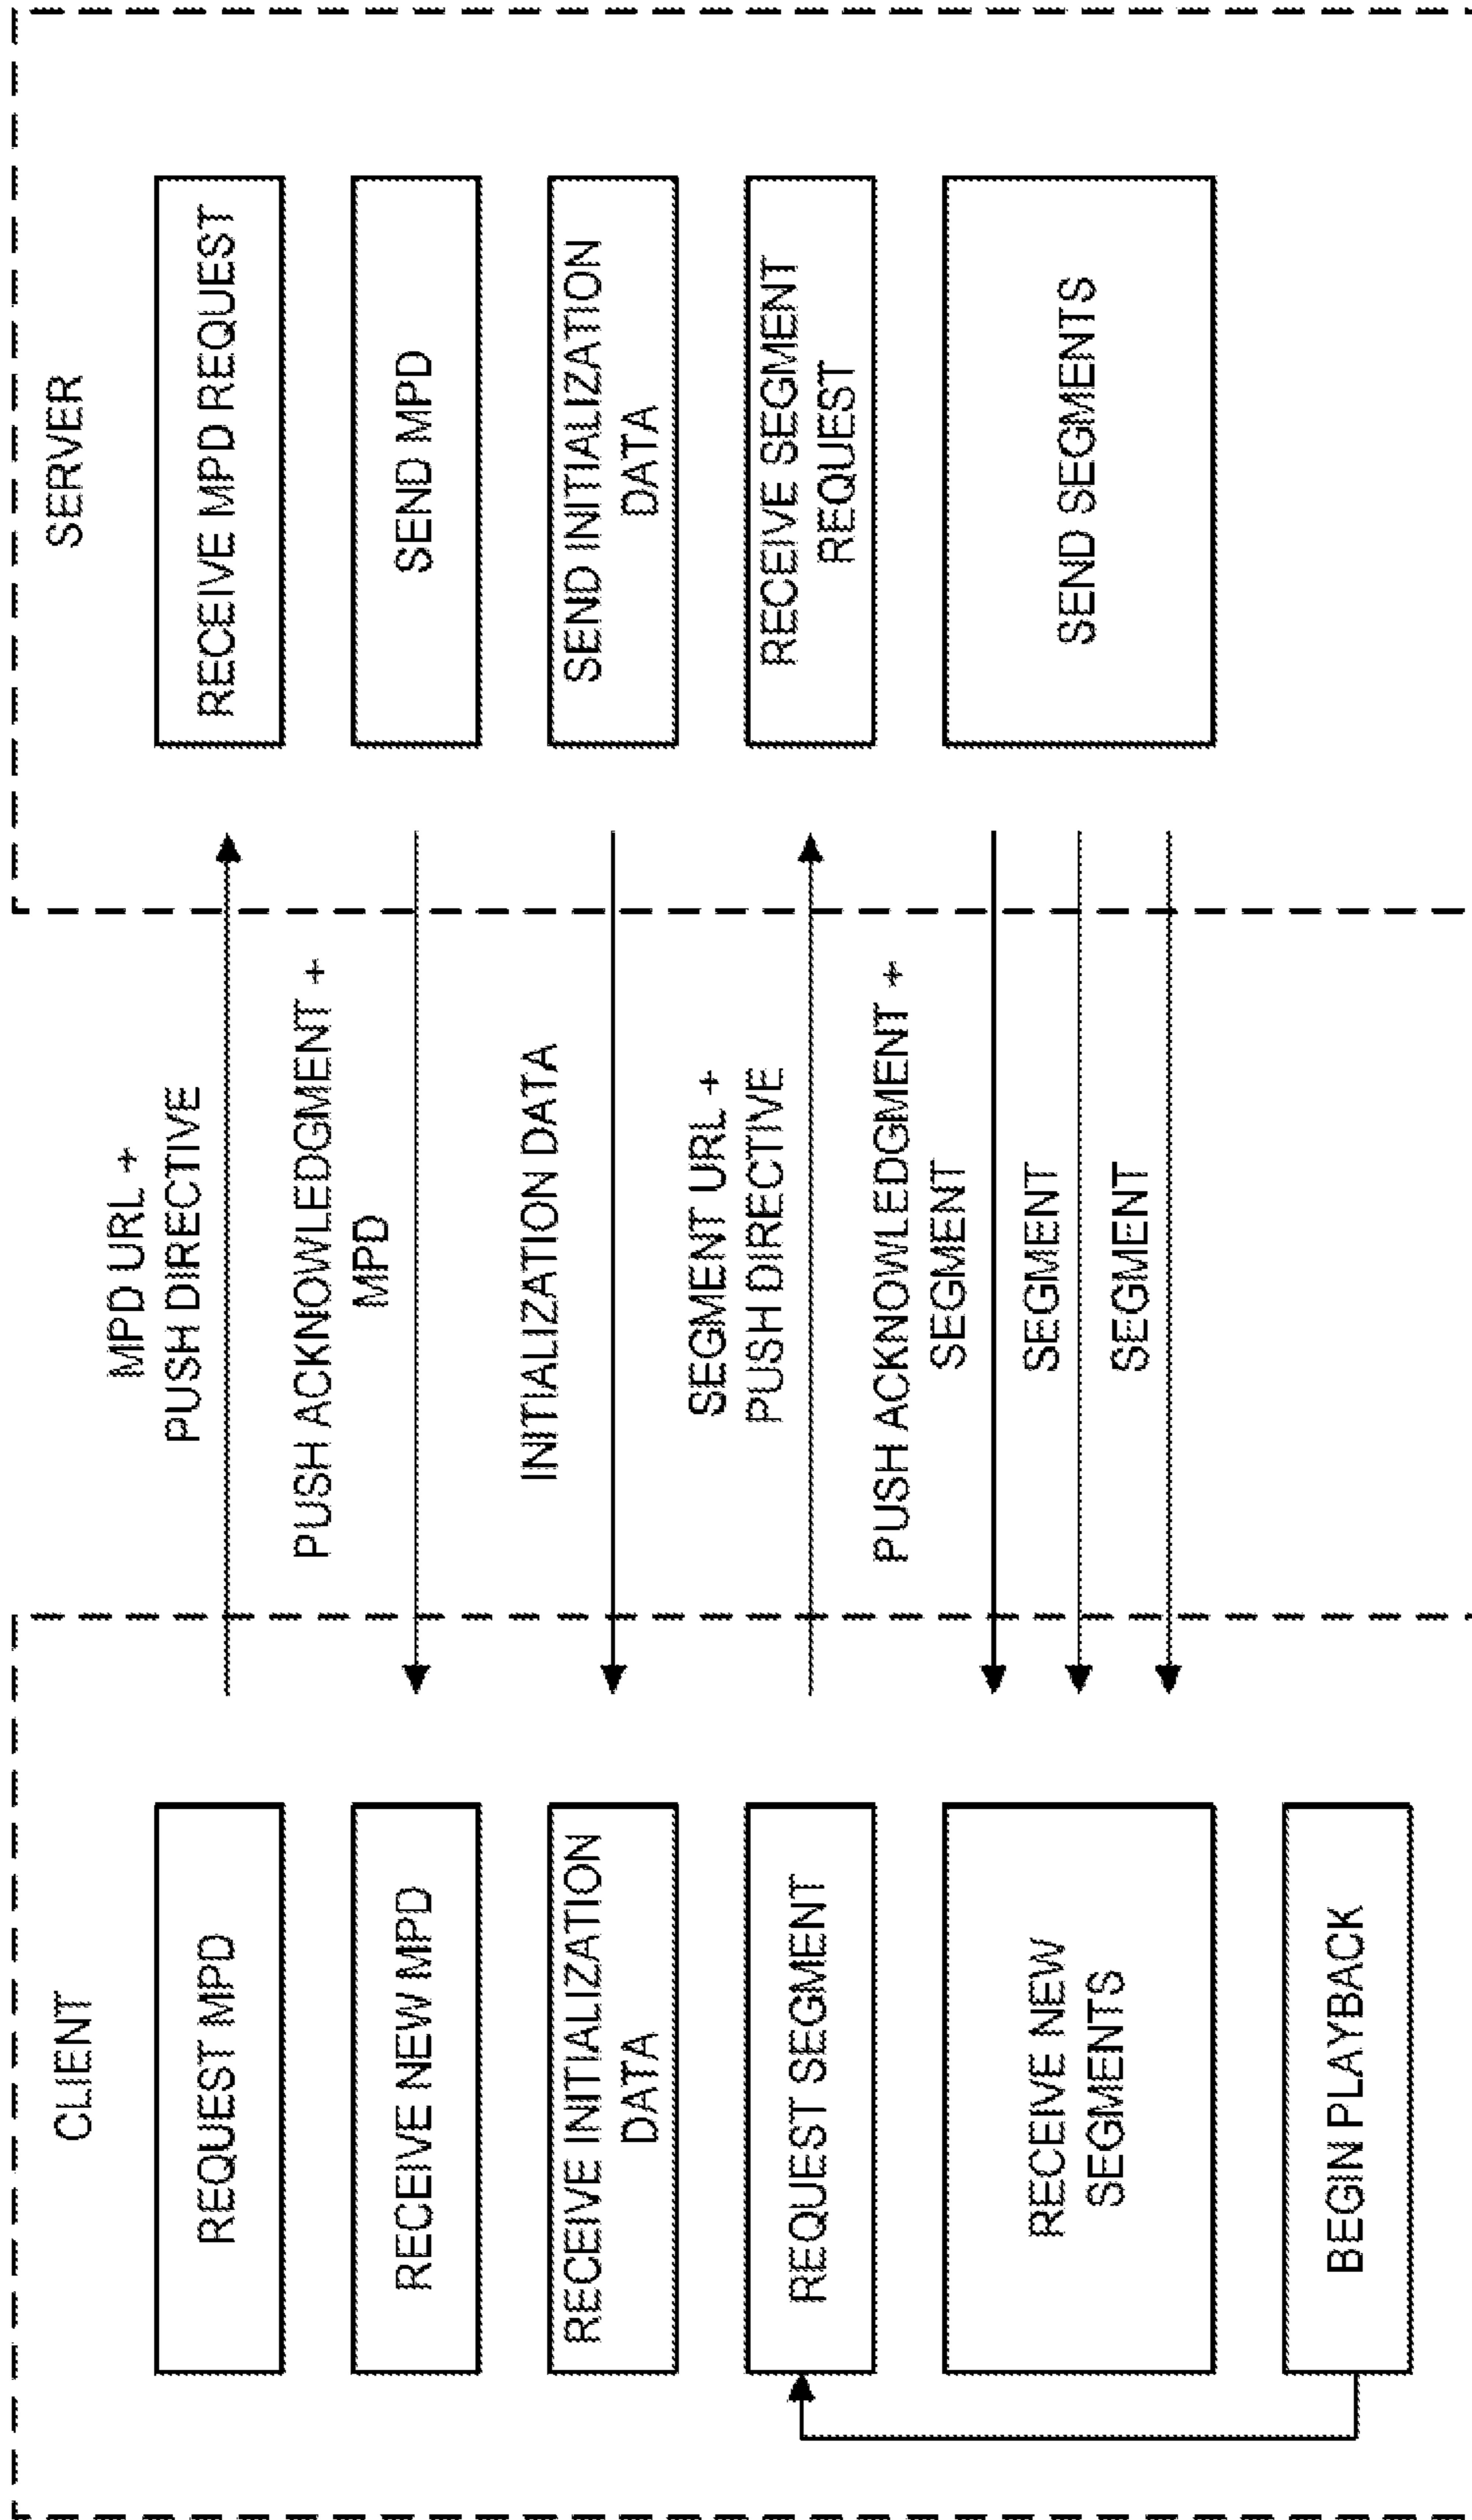 CLIENT
REQUEST MPD
RECEIVE NEW MPD
RECEIVE INITIALIZATION
DATA
REQUEST SEGMENT
RECEIVE NEW
SEGMENTS
BEGIN PLAYBACK
MPD URL +
PUSH DIRECTIVE
PUSH ACKNOWLEDGMENT +
MPD
INITIALIZATION DATA
SEGMENT URL +
PUSH DIRECTIVE
PUSH ACKNOWLEDGMENT +
SEGMENT
SEGMENT
SEGMENT
SERVER
RECEIVE MPD REQUEST
SEND MPD
SEND INITIALIZATION
DATA
RECEIVE SEGMENT
REQUEST
SEND SEGMENTS